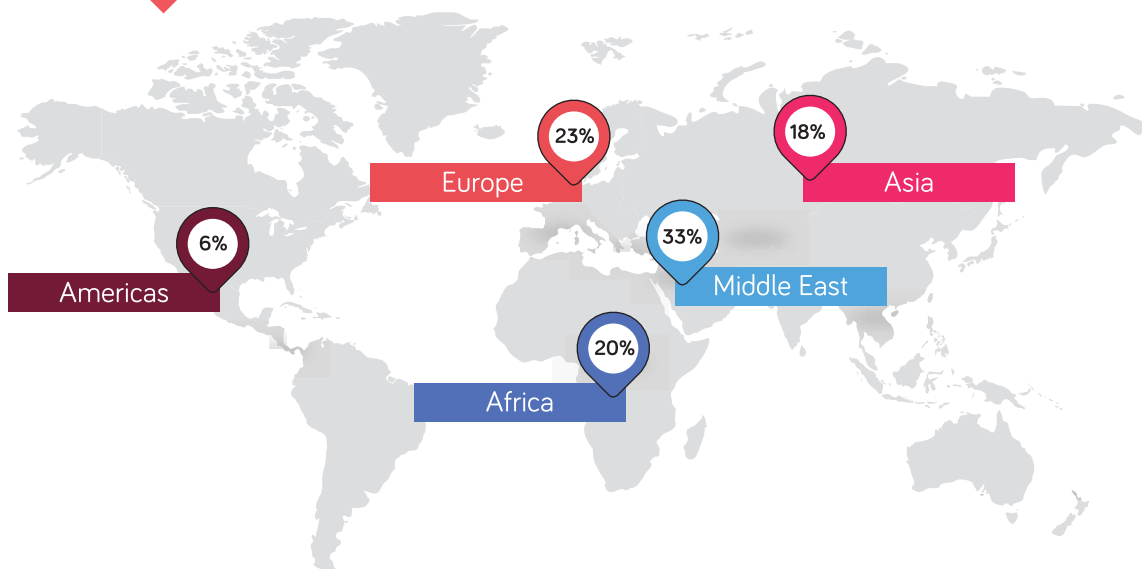 23%
Europe
18%
Asia
6%
Americas
33%
Middle East
20%
Africa